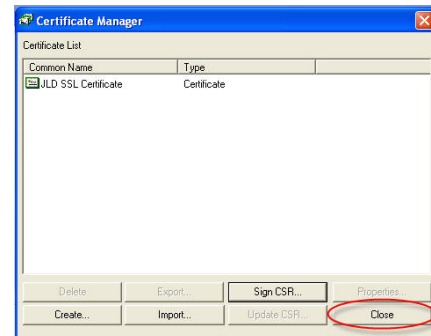 Certificate Manager
Certificate List
Common Name Type
JLD SSL Certificate Certificate
Delete Export... Sign CSR... Properties...
Create... Import... Update CSR... Close